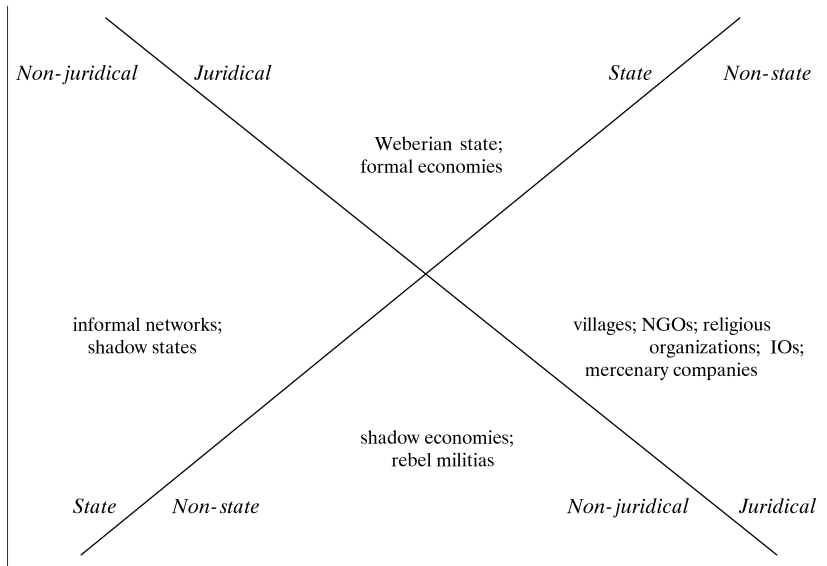 Non-juridical Juridical State Non-state
Weberian state;
formal economies
informal networks;
shadow states
villages; NGOs; religious
organizations; IOs;
mercenary companies
shadow economies;
rebel militias
State Non-state Non-juridical Juridical